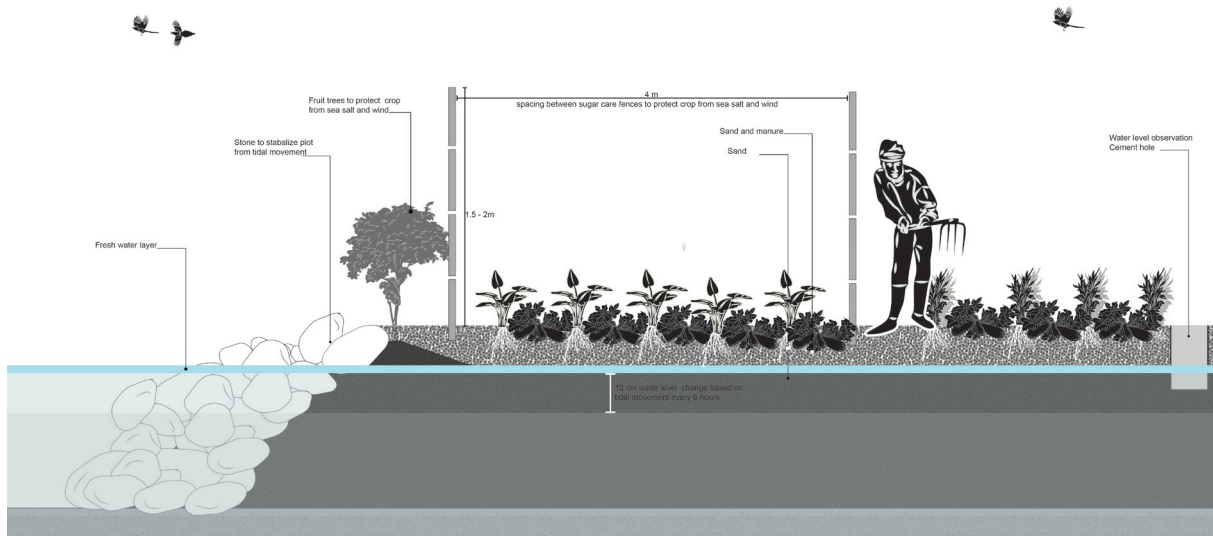 4 m
spacing between sugar care fences to protect crop from sea salt and wind
Fruit trees to protect crop
from sea salt and wind
Stone to stabalize plot
from tidal movement
Sand and manure
Sand
Water level observation
Cement hole
1.5 - 2m
Fresh water layer
10 cm water level change based on
tidal movement every 6 hours